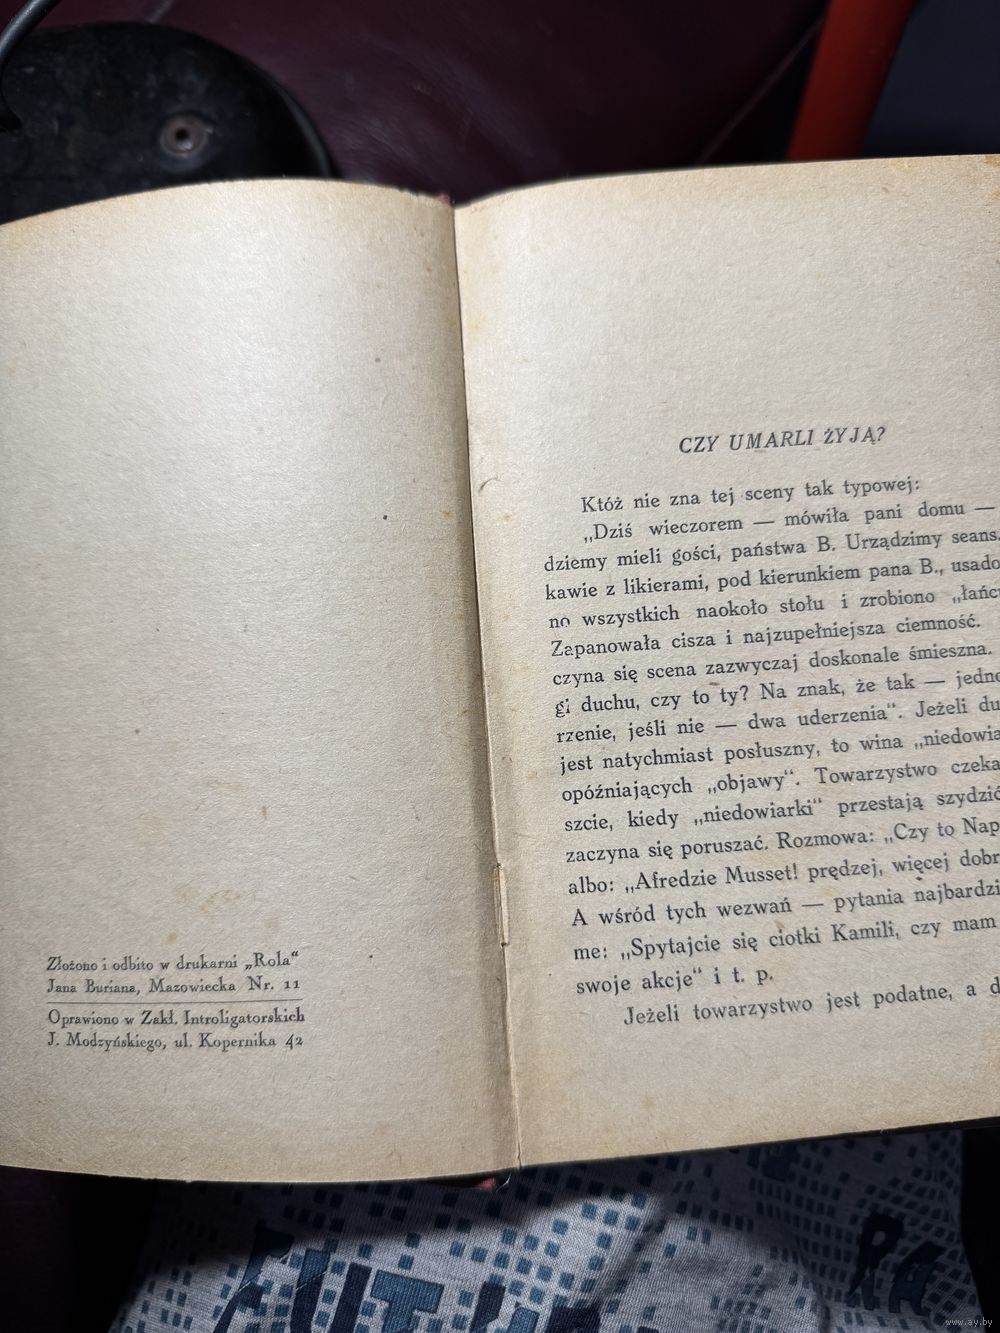 Złożono i odbito w drukarni „Rola“
Jana Buriana, Mazowiecka Nr. 11
Oprawiono w Zakł. Introligatorskich
J. Modzyńskiego, ul. Kopernika 42
CZY UMARLI ŻYJĄ?
Któż nie zna tej sceny tak typowej:
„Dziś wieczorem — mówiła pani domu —
dziemy mieli gości, państwa B. Urządzimy seans.
kawie z likierami, pod kierunkiem pana B., usado
no wszystkich naokoło stołu i zrobiono „łańc
Zapanowała cisza i najzupełniejsza ciemność.
czyna się scena zazwyczaj doskonale śmieszna.
gi duchu, czy to ty? Na znak, że tak — jedno
rzenie, jeśli nie — dwa uderzenia“. Jeżeli du
jest natychmiast posłuszny, to wina „niedowia
opóźniających „objawy“. Towarzystwo czeka
szcie, kiedy „niedowiarki“ przestają szydzić
zaczyna się poruszać. Rozmowa: „Czy to Nap
albo: „Afredzie Musset! prędzej, więcej dobr
A wśród tych wezwań — pytania najbardzi
me: „Spytajcie się ciotki Kamili, czy mam
swoje akcje“ i t. p.
Jeżeli towarzystwo jest podatne, a d
www.ay.by